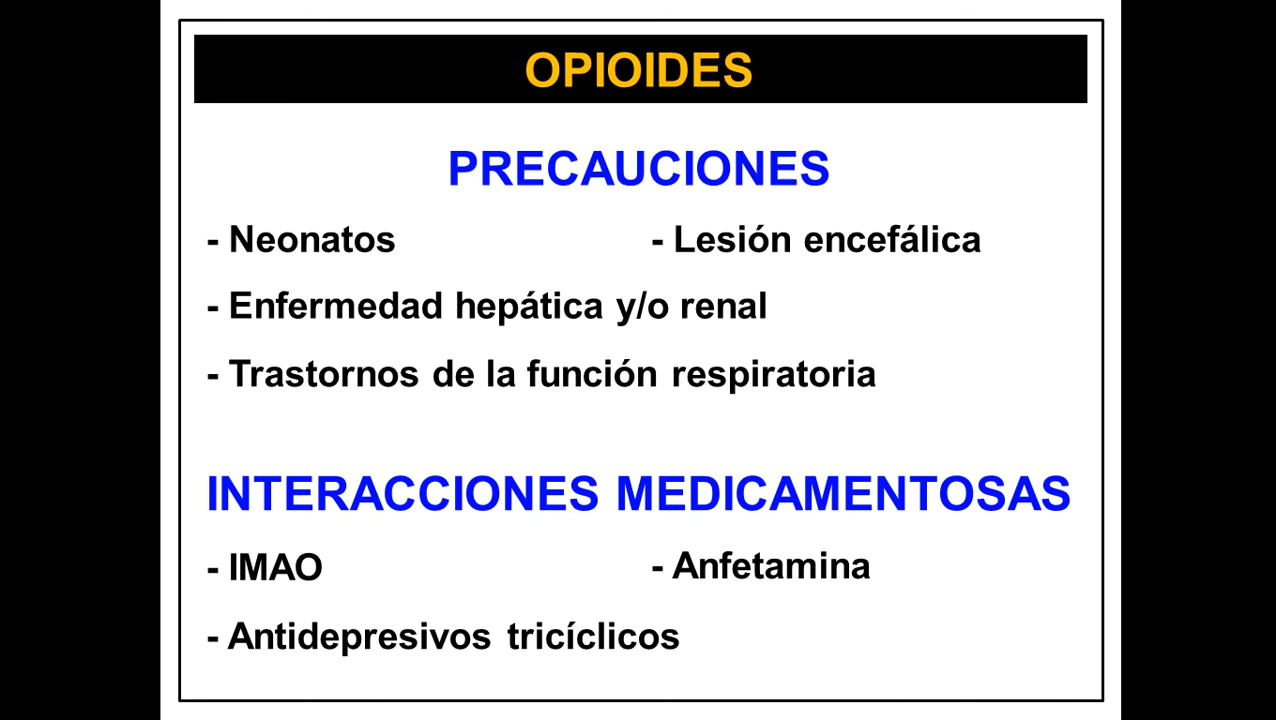 OPIOIDES
PRECAUCIONES
- Neonatos - Lesión encefálica
- Enfermedad hepática y/o renal
- Trastornos de la función respiratoria
INTERACCIONES MEDICAMENTOSAS
- IMAO - Anfetamina
- Antidepresivos tricíclicos